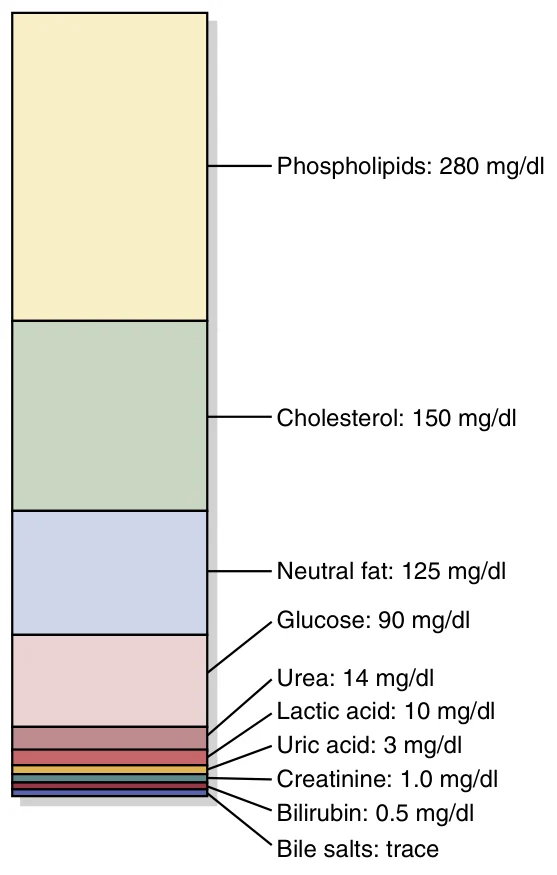 Phospholipids: 280 mg/dl
Cholesterol: 150 mg/dl
Neutral fat: 125 mg/dl
Glucose: 90 mg/dl
Urea: 14 mg/dl
Lactic acid: 10 mg/dl
Uric acid: 3 mg/dl
Creatinine: 1.0 mg/dl
Bilirubin: 0.5 mg/dl
Bile salts: trace